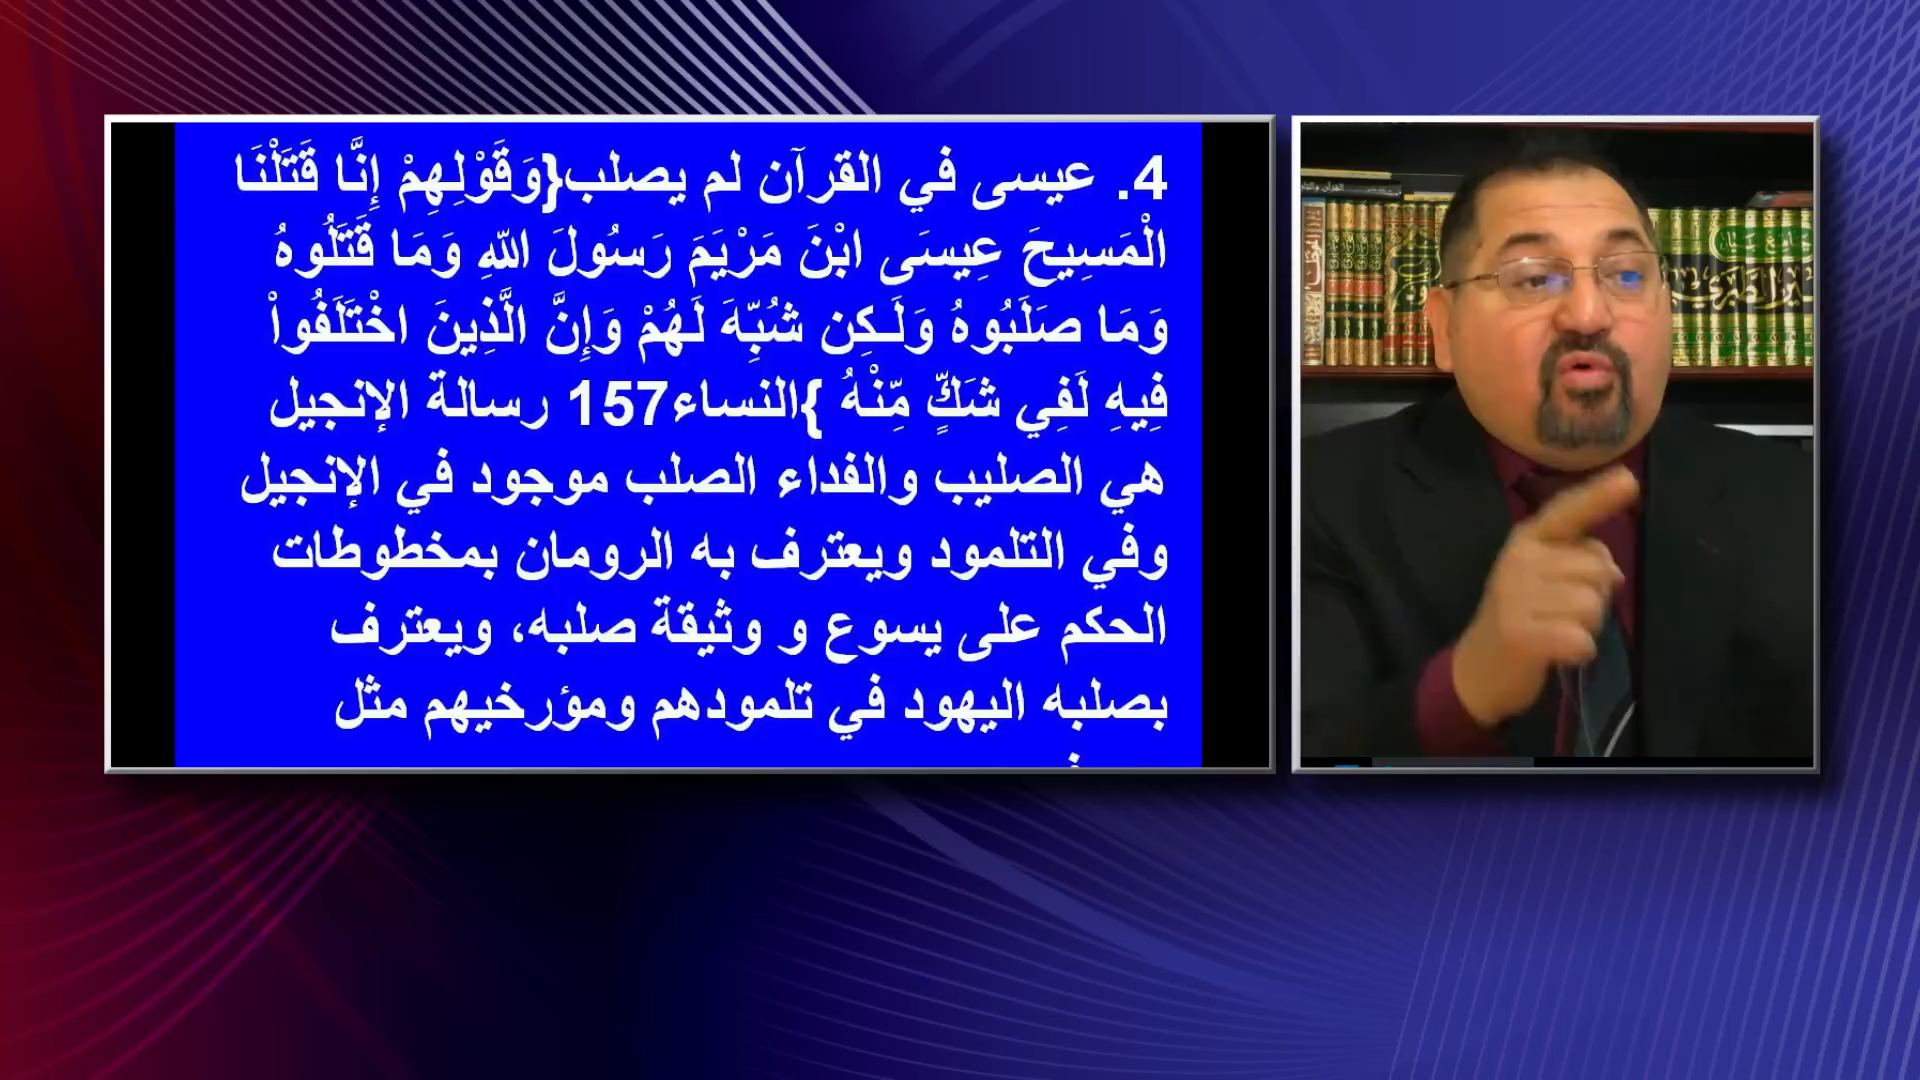 4. عيسى في القرآن لم يصلب{وَقَوْلِهِمْ إِنَّا قَتَلْنَا
الْمَسِيحَ عِيسَى ابْنَ مَرْيَمَ رَسُولَ اللّهِ وَمَا قَتَلُوهُ
وَمَا صَلَبُوهُ وَلَـكِن شُبِّهَ لَهُمْ وَإِنَّ الَّذِينَ اخْتَلَفُواْ
فِيهِ لَفِي شَكٍّ مِّنْهُ }النساء157 رسالة الإنجيل
هي الصليب والفداء الصلب موجود في الإنجيل
وفي التلمود ويعترف به الرومان بمخطوطات
الحكم على يسوع و وثيقة صلبه، ويعترف
بصلبه اليهود في تلمودهم ومؤرخيهم مثل